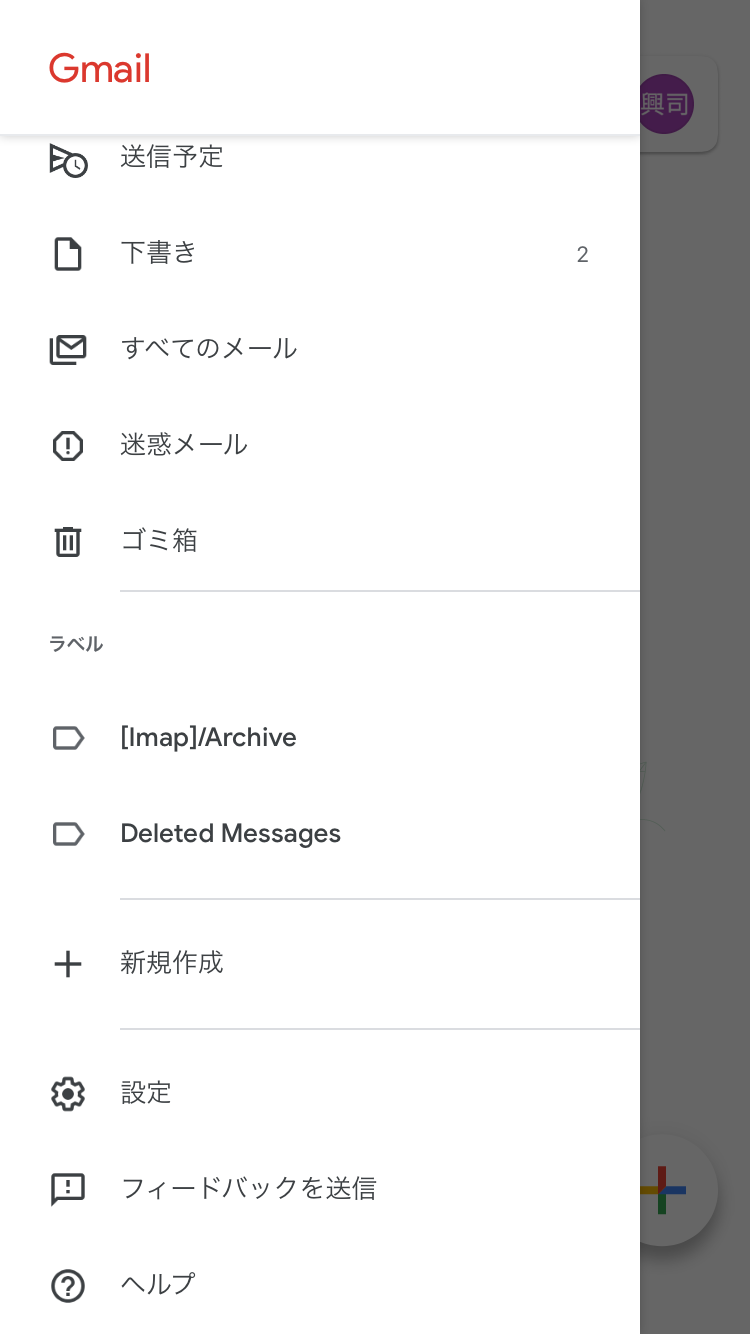 Gmail
興司
送信予定
下書き 2
すべてのメール
迷惑メール
ゴミ箱
ラベル
[Imap]/Archive
Deleted Messages
新規作成
設定
フィードバックを送信
ヘルプ